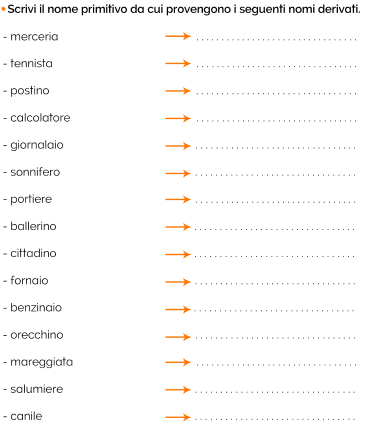 • Scrivi il nome primitivo da cui provengono i seguenti nomi derivati.
- merceria → ........................................
- tennista → ........................................
- postino → ........................................
- calcolatore → ........................................
- giornalaio → ........................................
- sonnifero → ........................................
- portiere → ........................................
- ballerino → ........................................
- cittadino → ........................................
- fornaio → ........................................
- benzinaio → ........................................
- orecchino → ........................................
- mareggiata → ........................................
- salumiere → ........................................
- canile → ........................................